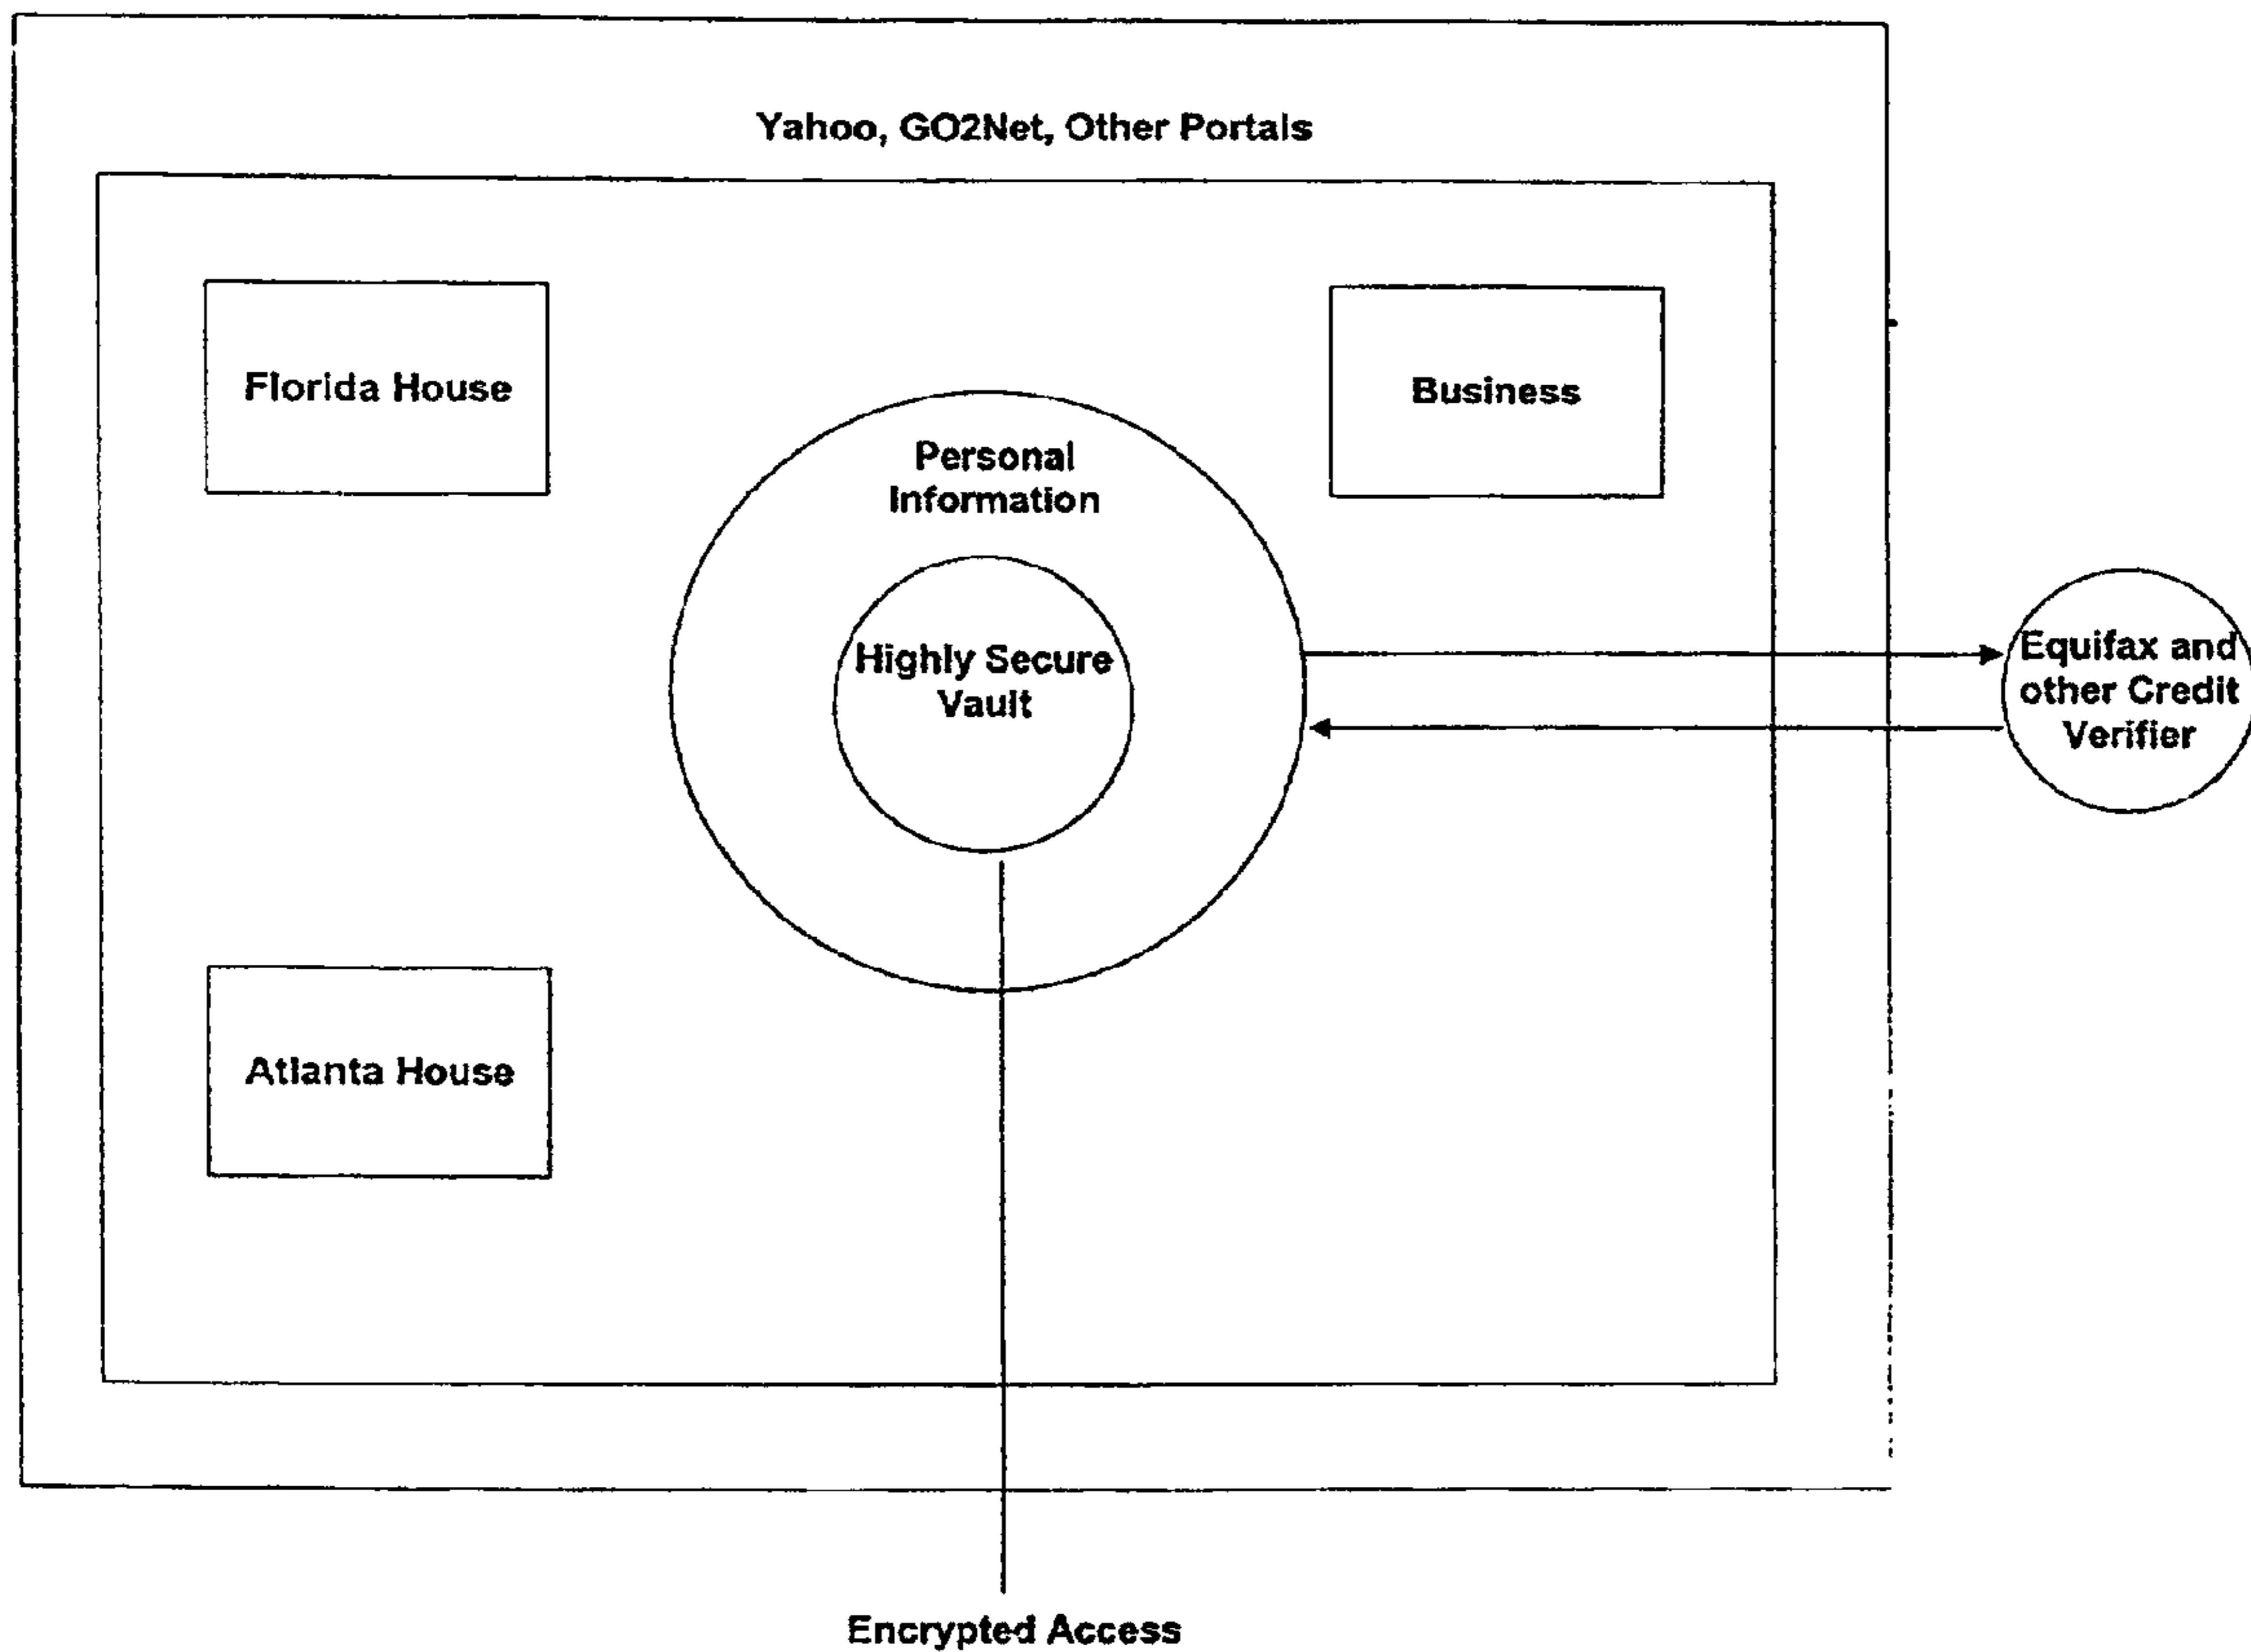 Yahoo, GO2Net, Other Portals
Florida House
Business
Personal
Information
Highly Secure
Vault
Equifax and
other Credit
Verifier
Atlanta House
Encrypted Access